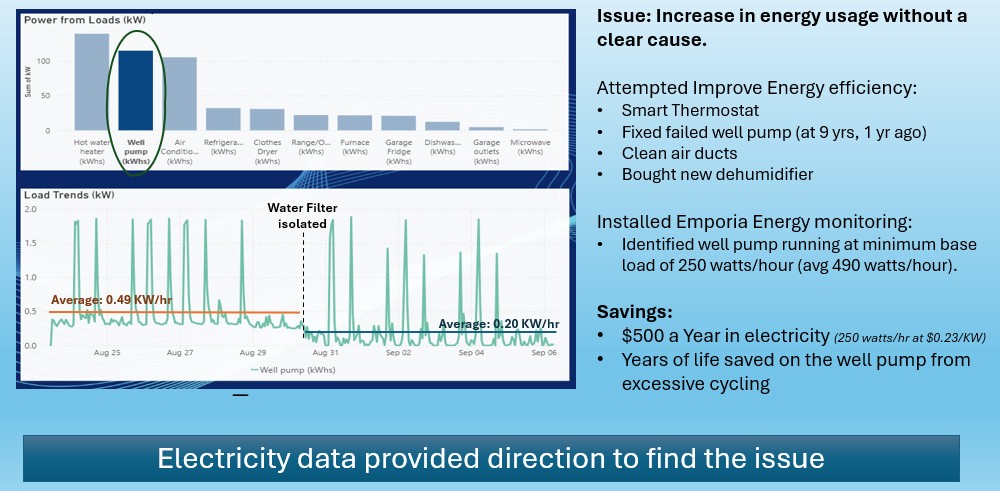 Power from Loads (kW)
Sum of kW
100
50
0
Hot water heater (kWhs)
Well pump (kWhs)
Air Conditio... (kWhs)
Refrigera... (kWhs)
Clothes Dryer (kWhs)
Range/O... (kWhs)
Furnace (kWhs)
Garage Fridge (kWhs)
Dishwas... (kWhs)
Garage outlets (kWhs)
Microwave (kWhs)
Load Trends (kW)
2.0
1.5
1.0
0.5
0.0
Water Filter
isolated
Average: 0.49 KW/hr
Average: 0.20 KW/hr
Aug 25
Aug 27
Aug 29
Aug 31
Sep 02
Sep 04
Sep 06
Well pump (kWhs)
Issue: Increase in energy usage without a
clear cause.
Attempted Improve Energy efficiency:
• Smart Thermostat
• Fixed failed well pump (at 9 yrs, 1 yr ago)
• Clean air ducts
• Bought new dehumidifier
Installed Emporia Energy monitoring:
• Identified well pump running at minimum base
load of 250 watts/hour (avg 490 watts/hour).
Savings:
• $500 a Year in electricity (250 watts/hr at $0.23/KW)
• Years of life saved on the well pump from
excessive cycling
Electricity data provided direction to find the issue